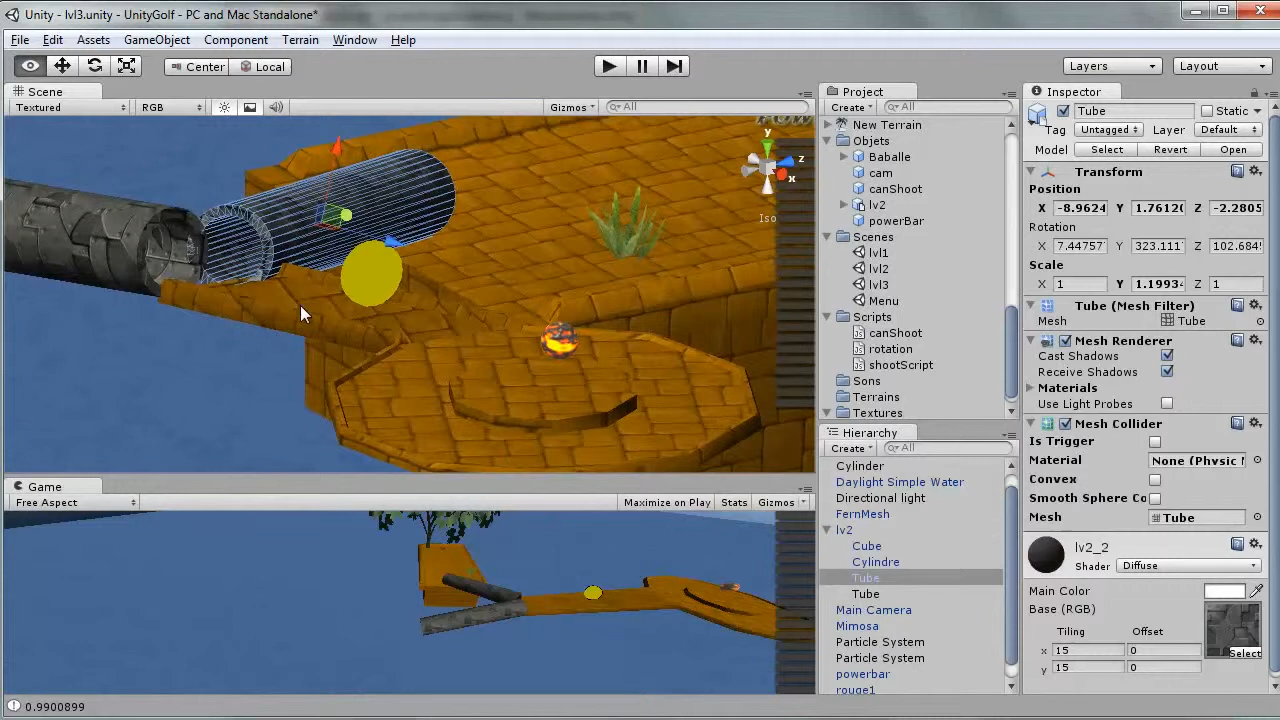 Unity - lvl3.unity - UnityGolf - PC and Mac Standalone*
File Edit Assets GameObject Component Terrain Window Help
Center Local Layers Layout
Scene
Textured RGB Gizmos All
y
z
x
Iso
Game
Free Aspect Maximize on Play Stats Gizmos
0.9900899
Project
Create All
New Terrain
Objets
Baballe
cam
canShoot
lv2
powerBar
Scenes
lvl1
lvl2
lvl3
Menu
Scripts
canShoot
rotation
shootScript
Sons
Terrains
Textures
Hierarchy
Create All
Cylinder
Daylight Simple Water
Directional light
FernMesh
lv2
Cube
Cylindre
Tube
Tube
Main Camera
Mimosa
Particle System
Particle System
powerbar
rouge1
Inspector
Tube Static
Tag Untagged Layer Default
Model Select Revert Open
Transform
Position
X -8.9624 Y 1.7612 Z -2.2805
Rotation
X 7.44757 Y 323.111 Z 102.684
Scale
X 1 Y 1.1993 Z 1
Tube (Mesh Filter)
Mesh Tube
Mesh Renderer
Cast Shadows
Receive Shadows
Materials
Use Light Probes
Mesh Collider
Is Trigger
Material None (Physic
Convex
Smooth Sphere Co
Mesh Tube
lv2_2
Shader Diffuse
Main Color
Base (RGB)
Tiling Offset
x 15 0
y 15 0
Select